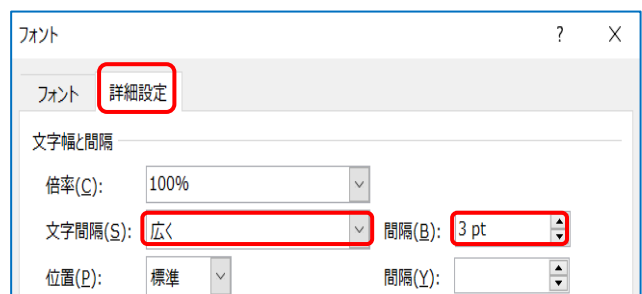 フォント ? X
フォント 詳細設定
文字幅と間隔
倍率(C): 100%
文字間隔(S): 広く 間隔(B): 3 pt
位置(P): 標準 間隔(Y):